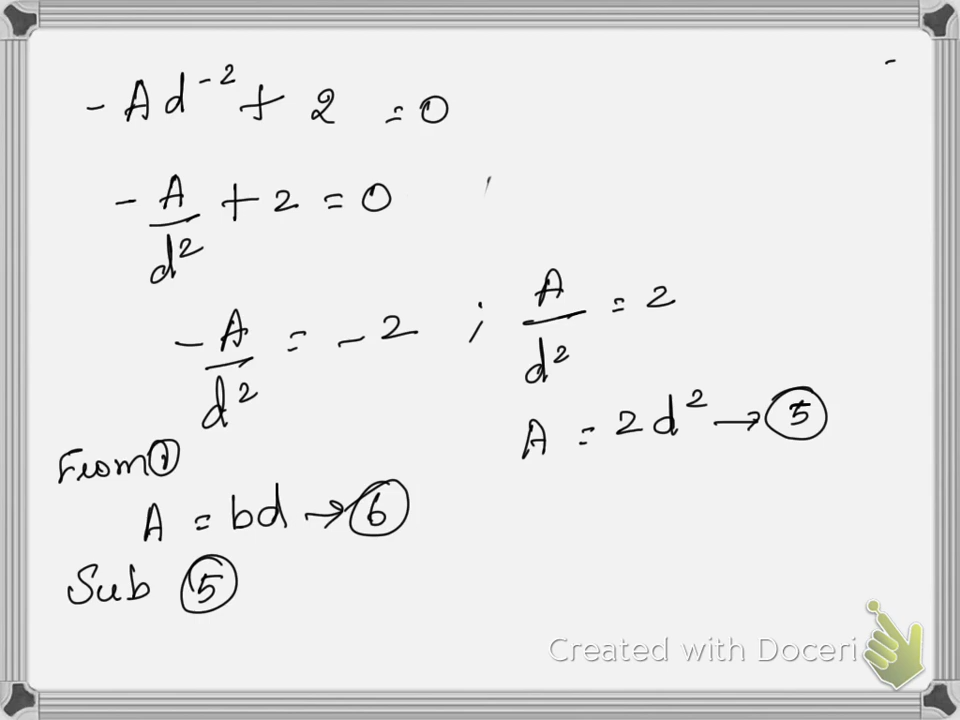 - Ad⁻² + 2 = 0
- A/d² + 2 = 0
- A/d² = - 2 ; A/d² = 2
A = 2d² → ⑤
From ①
A = bd → ⑥
Sub ⑤
Created with Doceri